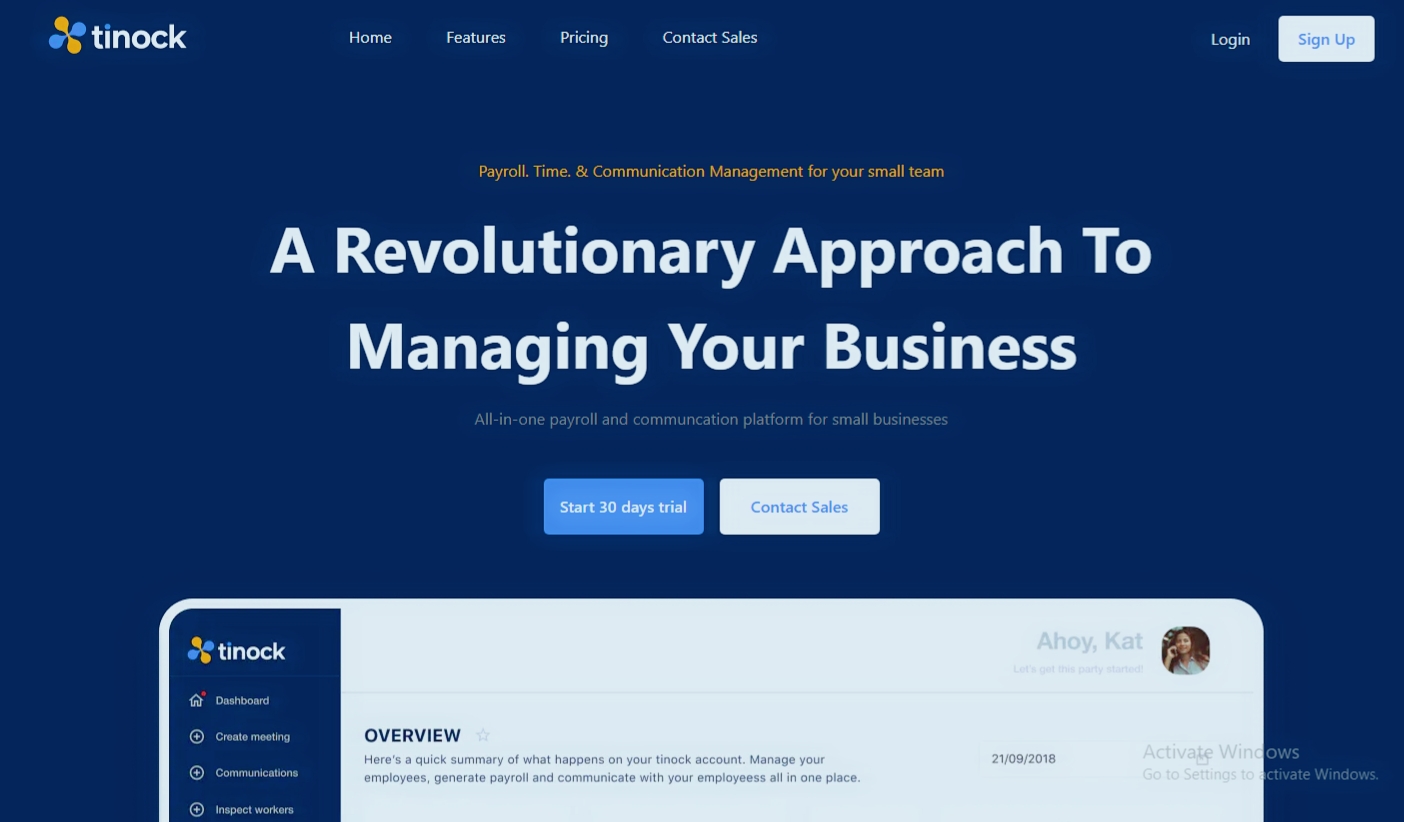 tinock
Home Features Pricing Contact Sales
Login Sign Up
Payroll. Time. & Communication Management for your small team
A Revolutionary Approach To
Managing Your Business
All-in-one payroll and communcation platform for small businesses
Start 30 days trial Contact Sales
tinock
Ahoy, Kat
Let's get this party started!
Dashboard
Create meeting
Communications
Inspect workers
OVERVIEW
Here's a quick summary of what happens on your tinock account. Manage your
employees, generate payroll and communicate with your employeess all in one place.
21/09/2018
Activate Windows
Go to Settings to activate Windows.